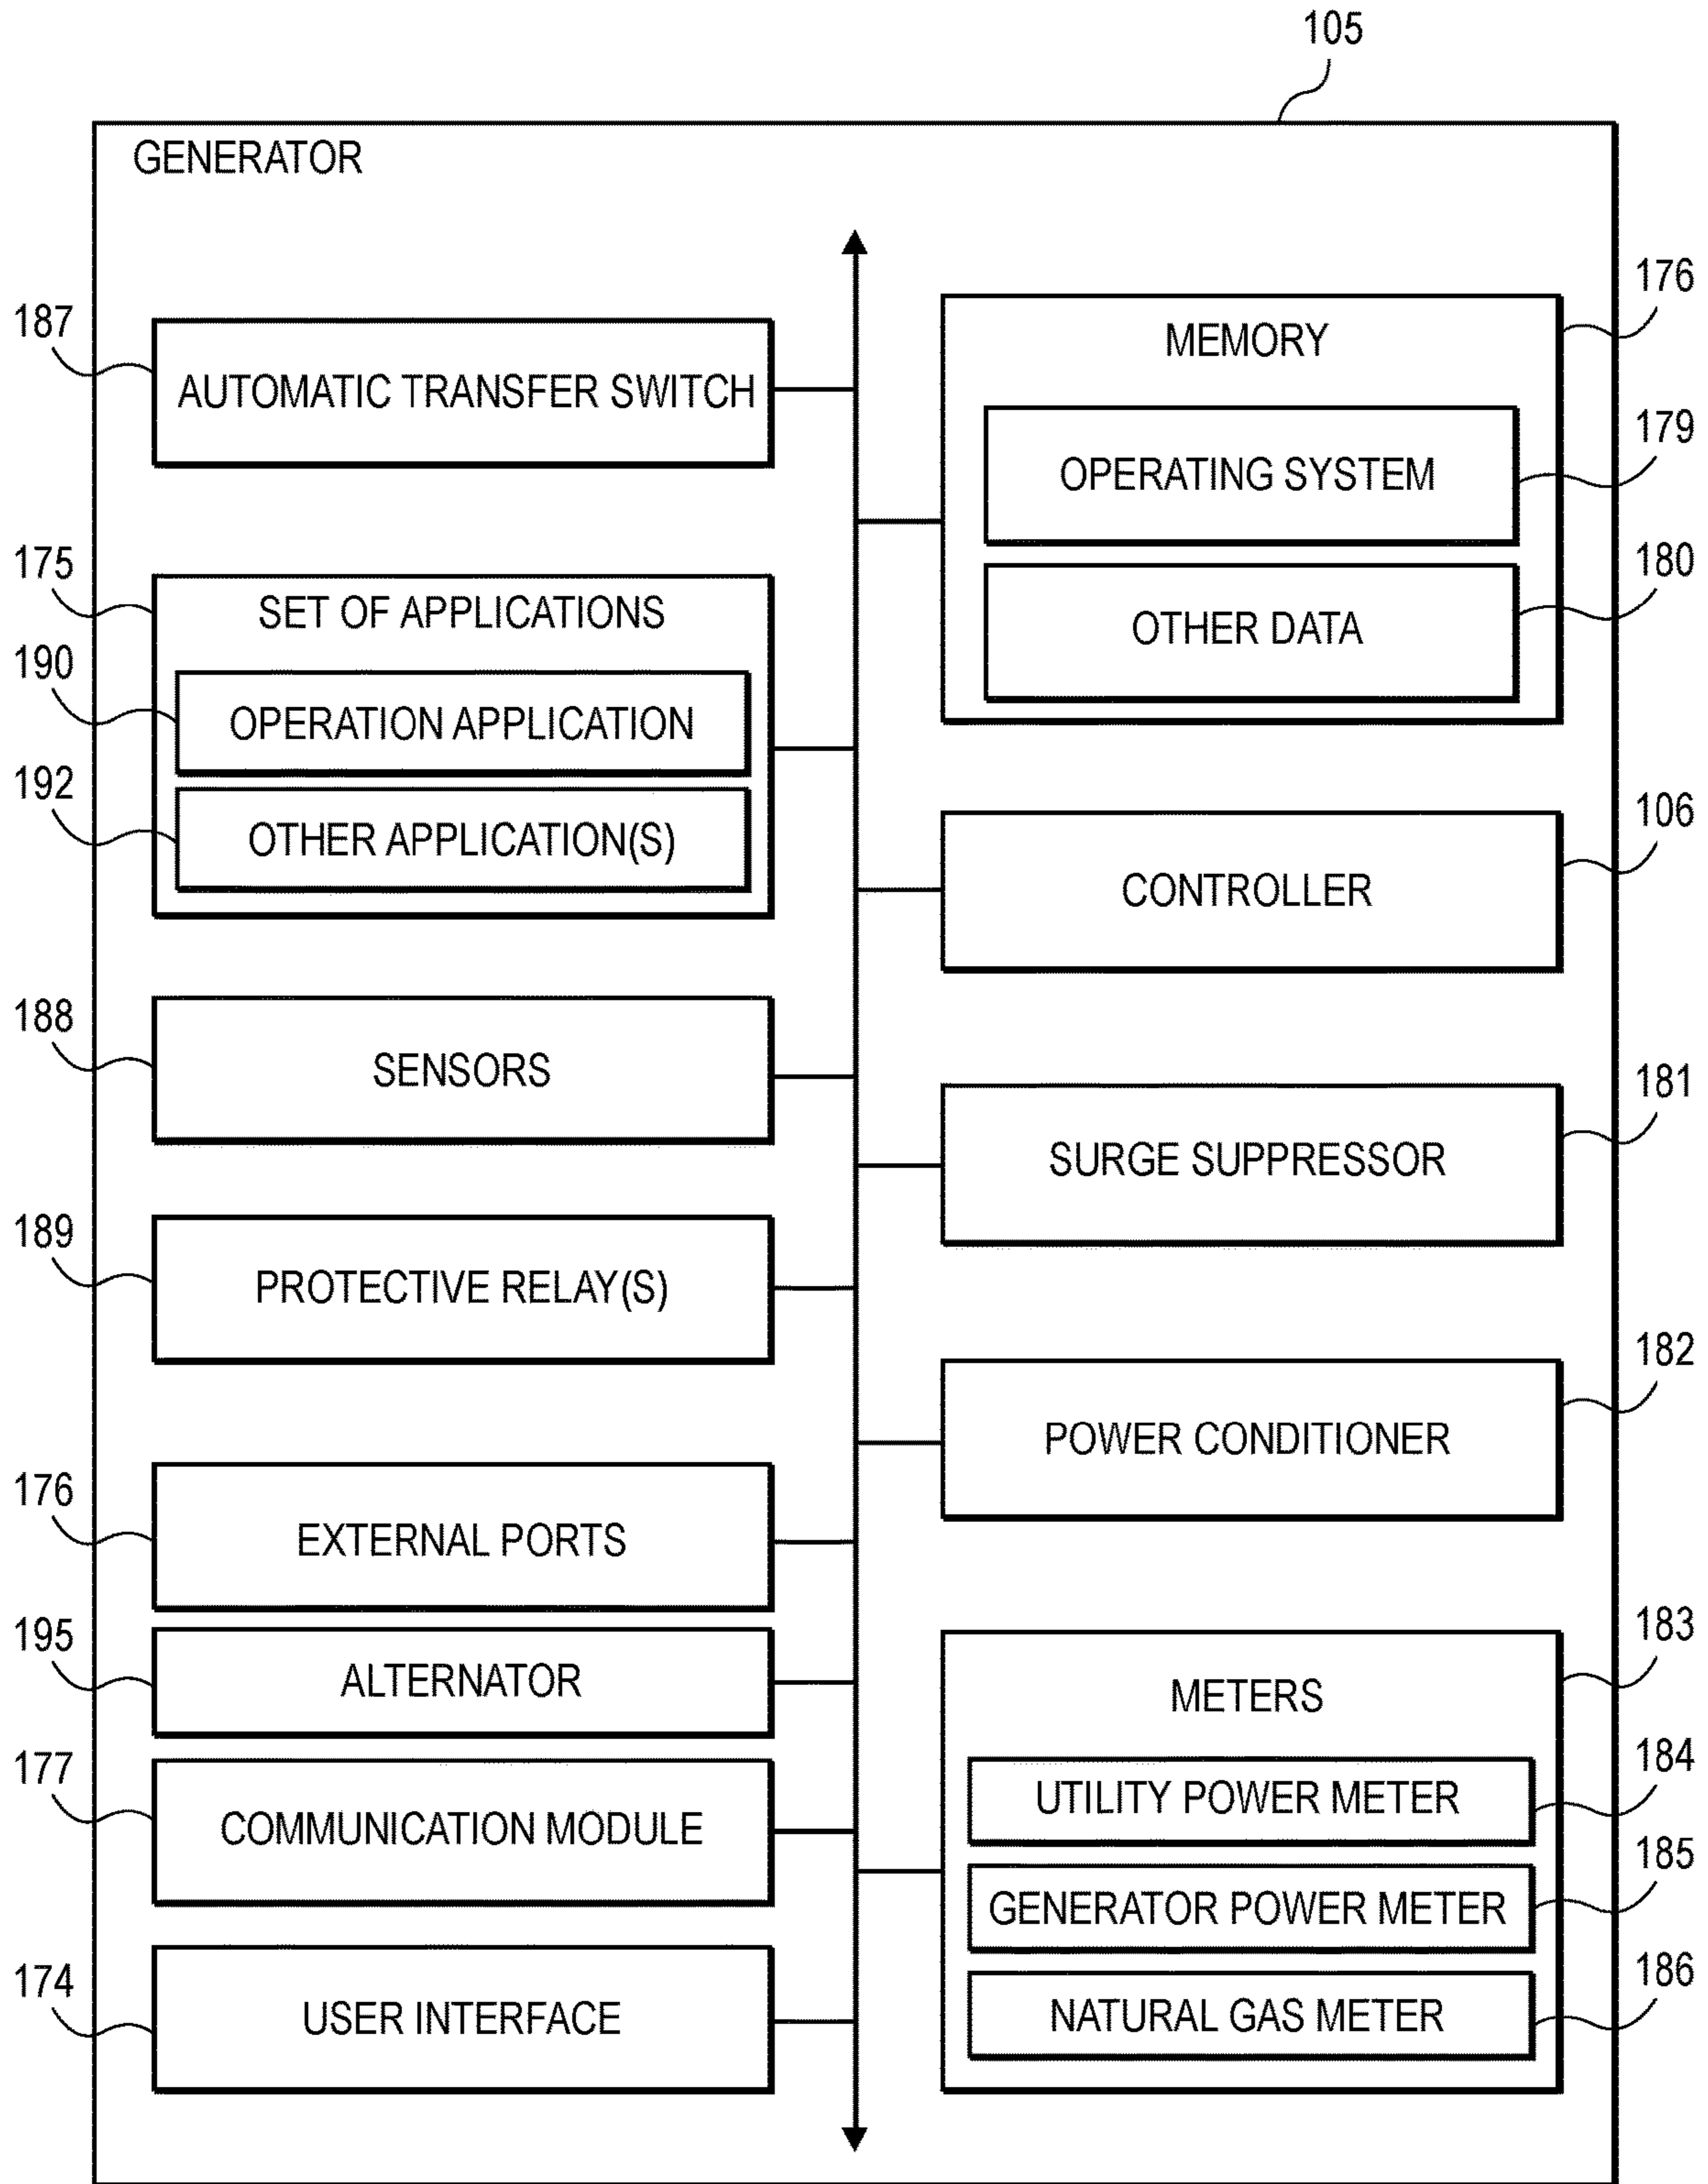 105
GENERATOR
187
AUTOMATIC TRANSFER SWITCH
175
SET OF APPLICATIONS
190
OPERATION APPLICATION
192
OTHER APPLICATION(S)
188
SENSORS
189
PROTECTIVE RELAY(S)
176
EXTERNAL PORTS
195
ALTERNATOR
177
COMMUNICATION MODULE
174
USER INTERFACE
176
MEMORY
179
OPERATING SYSTEM
180
OTHER DATA
106
CONTROLLER
181
SURGE SUPPRESSOR
182
POWER CONDITIONER
183
METERS
184
UTILITY POWER METER
185
GENERATOR POWER METER
186
NATURAL GAS METER